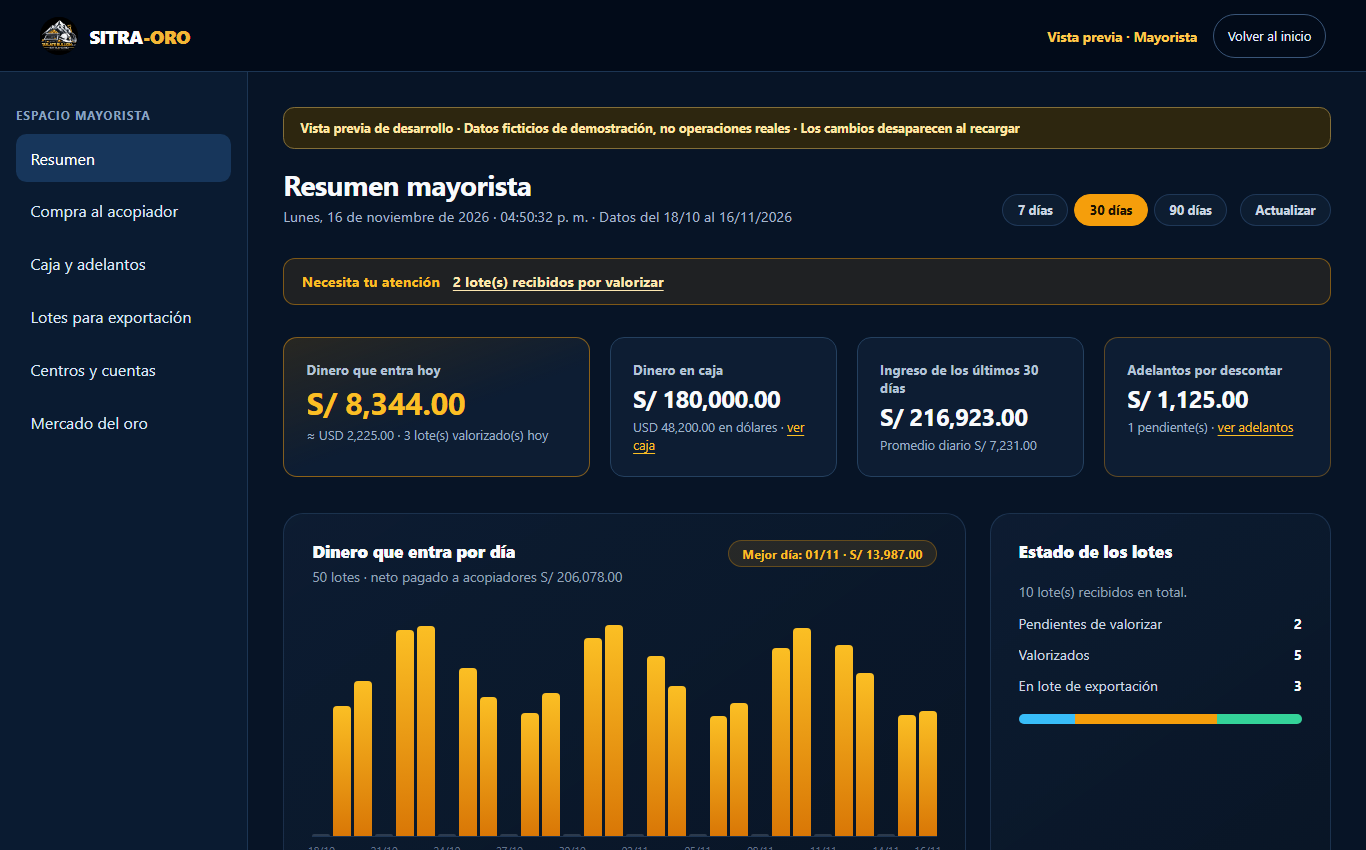 SITRA-ORO
Vista previa · Mayorista
Volver al inicio
ESPACIO MAYORISTA
Resumen
Compra al acopiador
Caja y adelantos
Lotes para exportación
Centros y cuentas
Mercado del oro
Vista previa de desarrollo · Datos ficticios de demostración, no operaciones reales · Los cambios desaparecen al recargar
Resumen mayorista
Lunes, 16 de noviembre de 2026 · 04:50:32 p. m. · Datos del 18/10 al 16/11/2026
7 días
30 días
90 días
Actualizar
Necesita tu atención 2 lote(s) recibidos por valorizar
Dinero que entra hoy
S/ 8,344.00
≈ USD 2,225.00 · 3 lote(s) valorizado(s) hoy
Dinero en caja
S/ 180,000.00
USD 48,200.00 en dólares · ver
caja
Ingreso de los últimos 30
días
S/ 216,923.00
Promedio diario S/ 7,231.00
Adelantos por descontar
S/ 1,125.00
1 pendiente(s) · ver adelantos
Dinero que entra por día
50 lotes · neto pagado a acopiadores S/ 206,078.00
Mejor día: 01/11 · S/ 13,987.00
Estado de los lotes
10 lote(s) recibidos en total.
Pendientes de valorizar 2
Valorizados 5
En lote de exportación 3